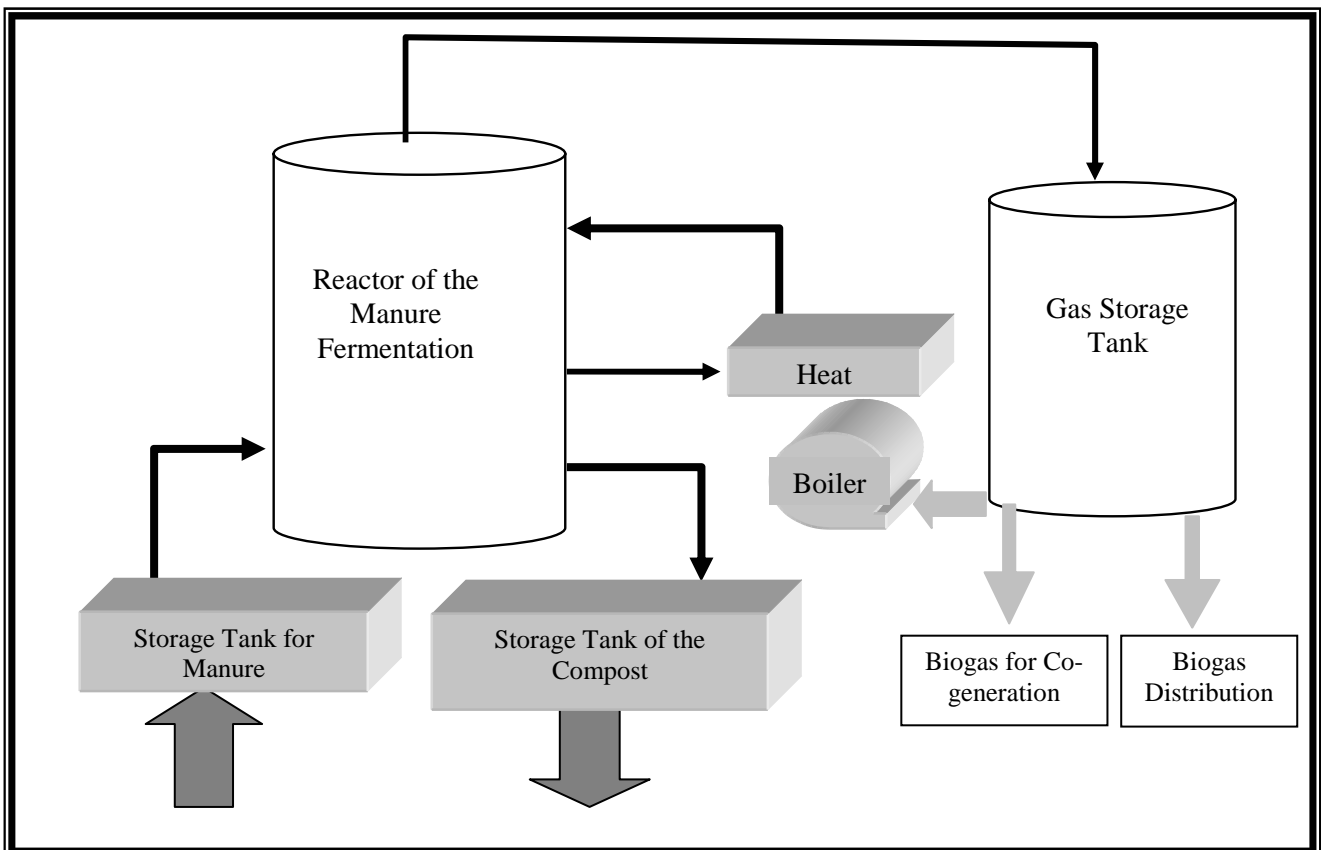 Reactor of the
Manure
Fermentation
Gas Storage
Tank
Heat
Boiler
Storage Tank for
Manure
Storage Tank of the
Compost
Biogas for Co-
generation
Biogas
Distribution